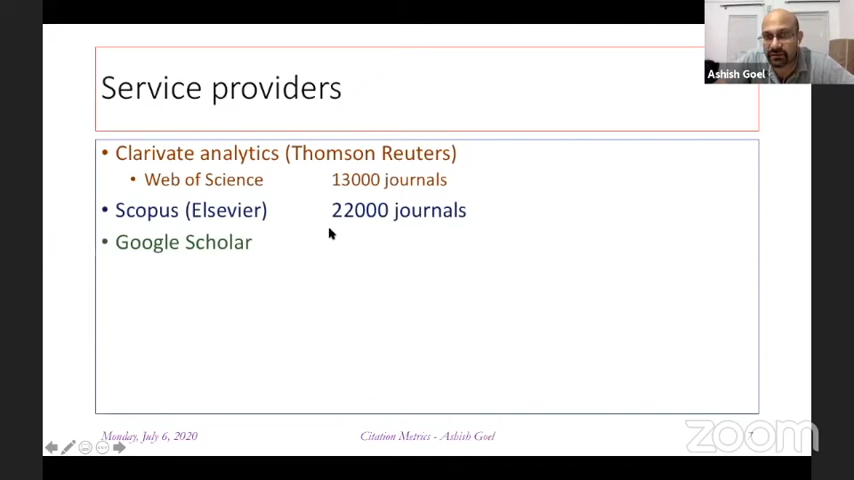 Ashish Goel
Service providers
• Clarivate analytics (Thomson Reuters)
• Web of Science 13000 journals
• Scopus (Elsevier) 22000 journals
• Google Scholar
Monday, July 6, 2020 Citation Metrics - Ashish Goel 7
zoom